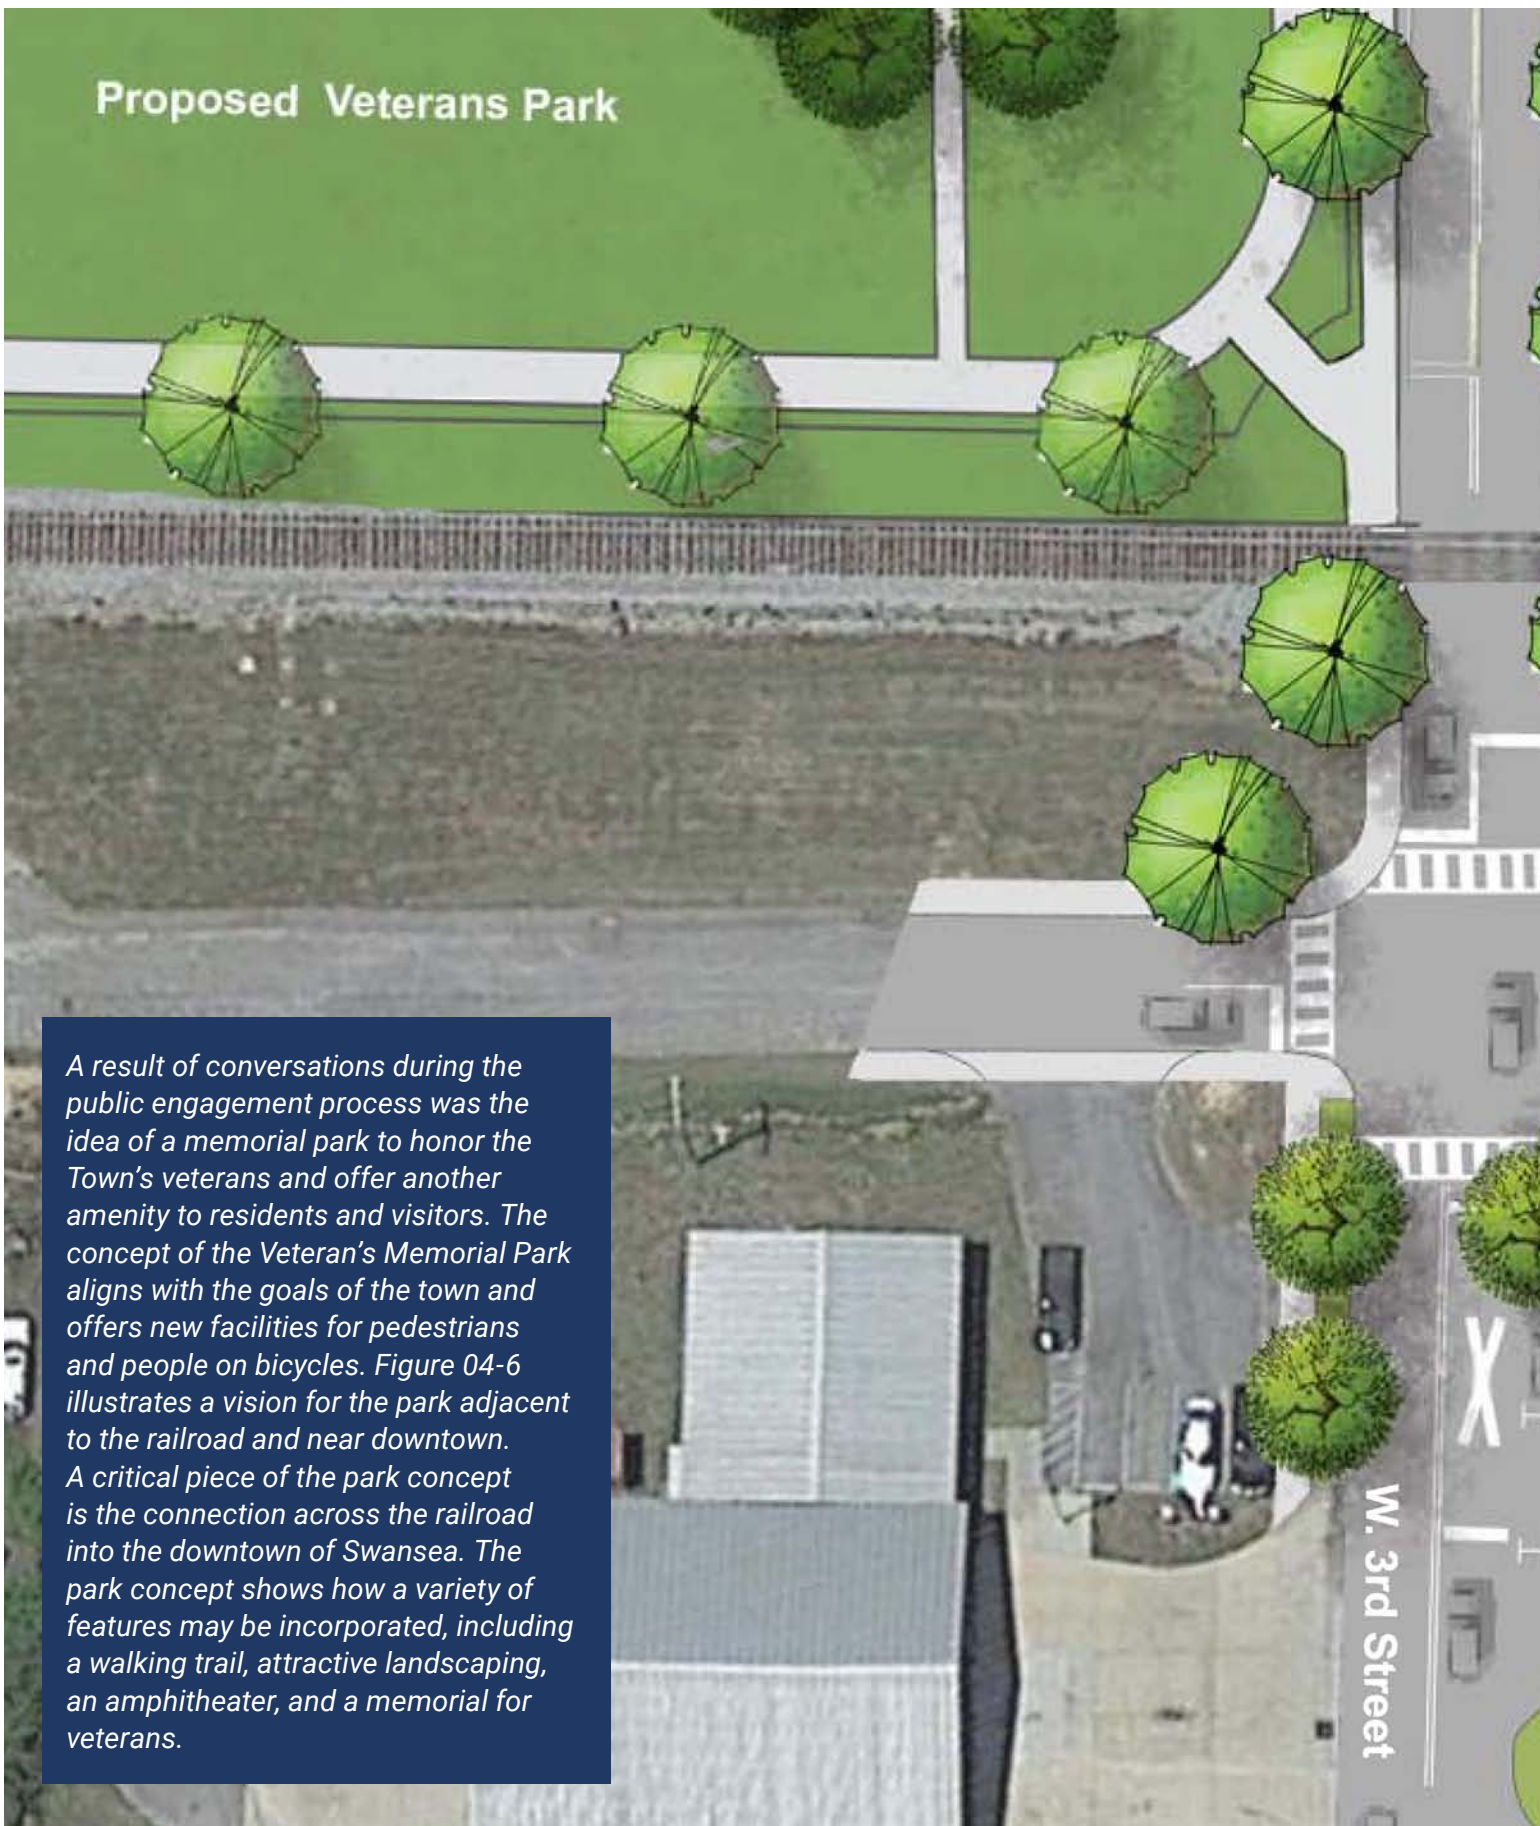 Proposed Veterans Park
A result of conversations during the
public engagement process was the
idea of a memorial park to honor the
Town's veterans and offer another
amenity to residents and visitors. The
concept of the Veteran's Memorial Park
aligns with the goals of the town and
offers new facilities for pedestrians
and people on bicycles. Figure 04-6
illustrates a vision for the park adjacent
to the railroad and near downtown.
A critical piece of the park concept
is the connection across the railroad
into the downtown of Swansea. The
park concept shows how a variety of
features may be incorporated, including
a walking trail, attractive landscaping,
an amphitheater, and a memorial for
veterans.
W. 3rd Street